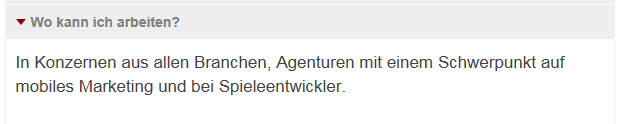 Wo kann ich arbeiten?
In Konzernen aus allen Branchen, Agenturen mit einem Schwerpunkt auf
mobiles Marketing und bei Spieleentwickler.